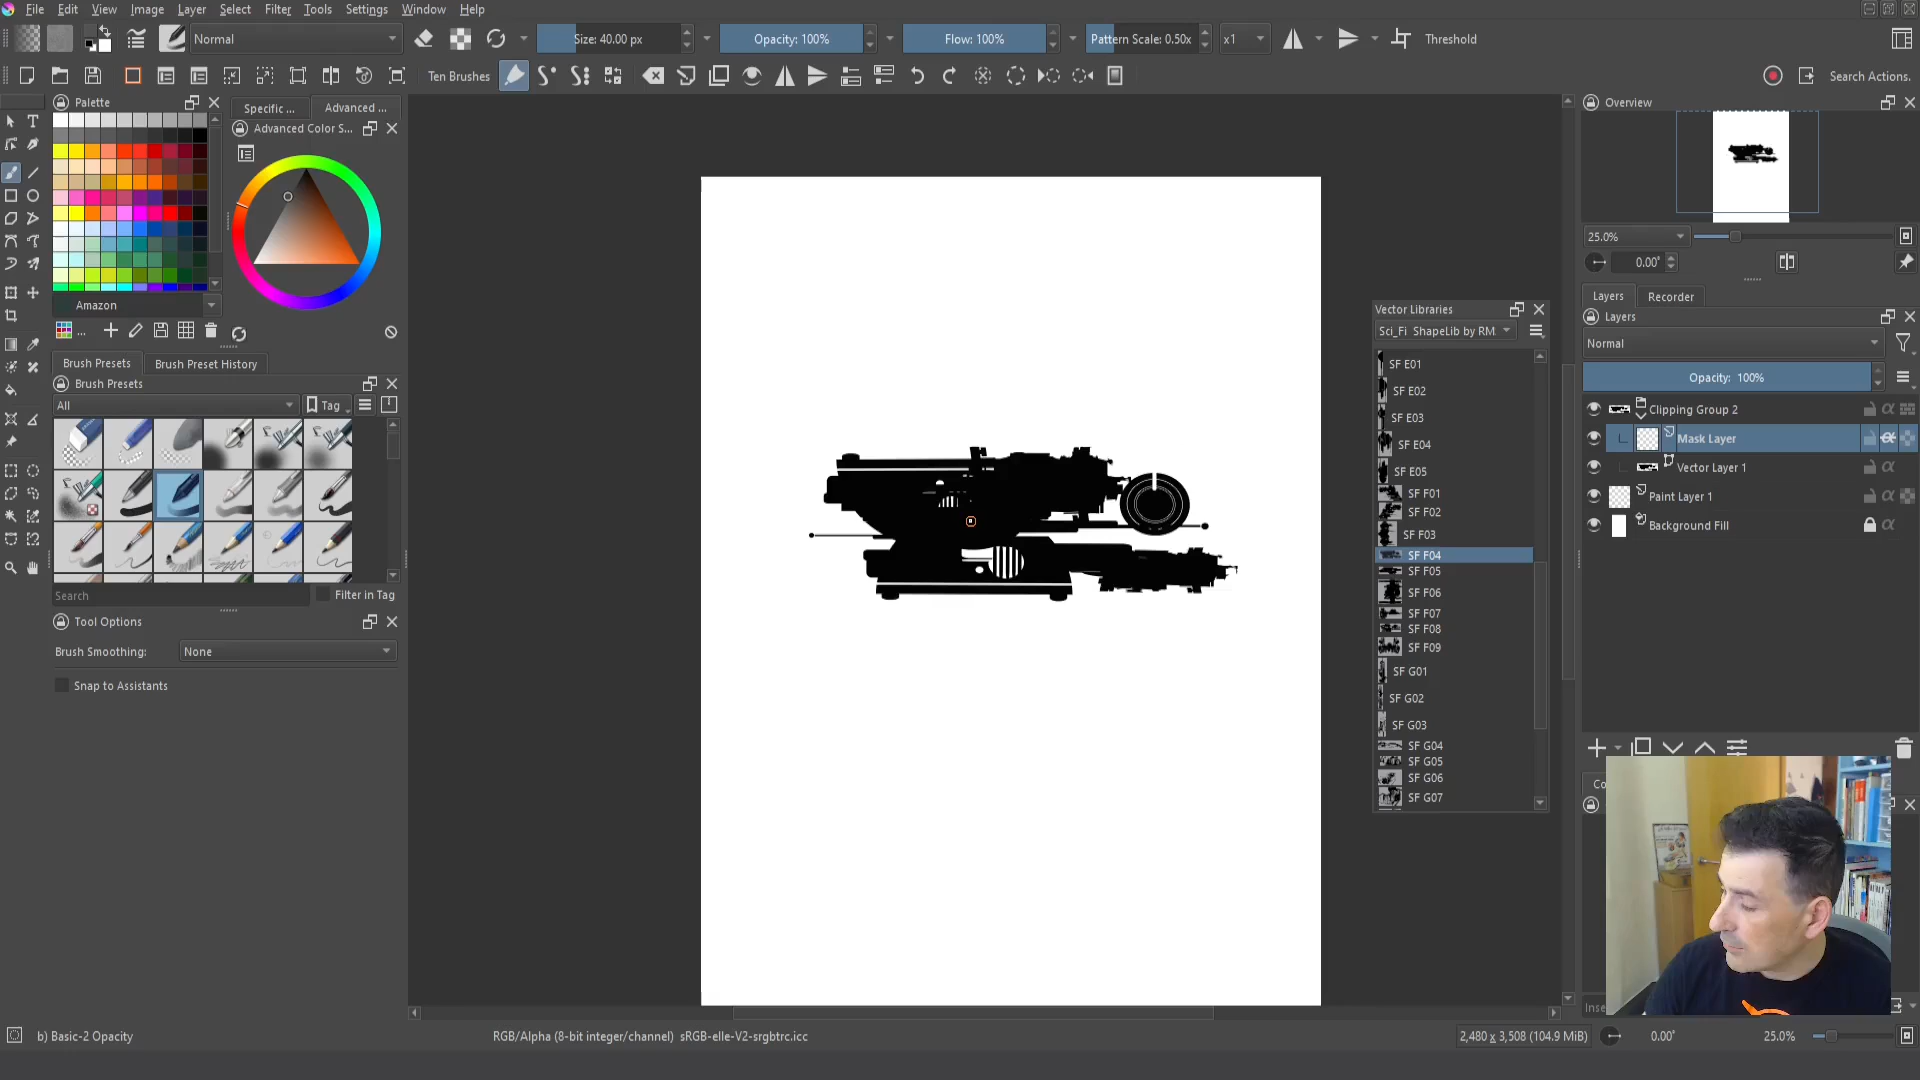 File Edit View Image Layer Select Filter Tools Settings Window Help
Normal
Size: 40.00 px
Opacity: 100%
Flow: 100%
Pattern Scale: 0.50x
x1
Threshold
Ten Brushes
Search Actions.
Palette
Specific ...
Advanced ...
Advanced Color S...
Amazon
...
Brush Presets
Brush Preset History
Brush Presets
All
Tag
Search
Filter in Tag
Tool Options
Brush Smoothing:
None
Snap to Assistants
Vector Libraries
Sci_Fi ShapeLib by RM
SF E01
SF E02
SF E03
SF E04
SF E05
SF F01
SF F02
SF F03
SF F04
SF F05
SF F06
SF F07
SF F08
SF F09
SF G01
SF G02
SF G03
SF G04
SF G05
SF G06
SF G07
Overview
25.0%
0.00°
Layers
Recorder
Layers
Normal
Opacity: 100%
Clipping Group 2
Mask Layer
Vector Layer 1
Paint Layer 1
Background Fill
Co
Inse
b) Basic-2 Opacity
RGB/Alpha (8-bit integer/channel) sRGB-elle-V2-srgbtrc.icc
2,480 x 3,508 (104.9 MiB)
0.00°
25.0%